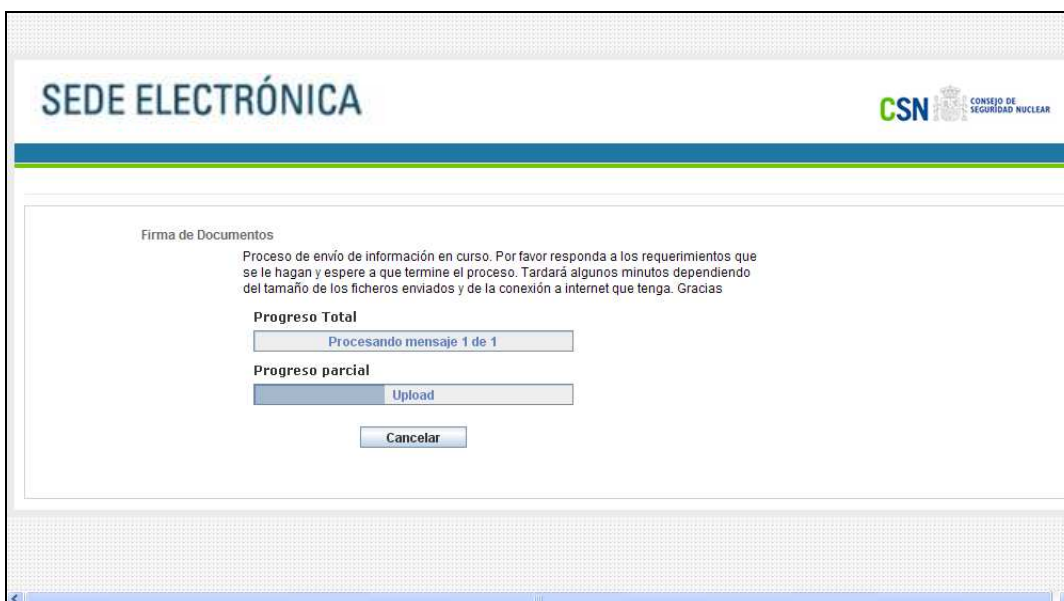 SEDE ELECTRÓNICA
CSN
CONSEJO DE
SEGURIDAD NUCLEAR
Firma de Documentos
Proceso de envío de información en curso. Por favor responda a los requerimientos que
se le hagan y espere a que termine el proceso. Tardará algunos minutos dependiendo
del tamaño de los ficheros enviados y de la conexión a internet que tenga. Gracias
Progreso Total
Procesando mensaje 1 de 1
Progreso parcial
Upload
Cancelar